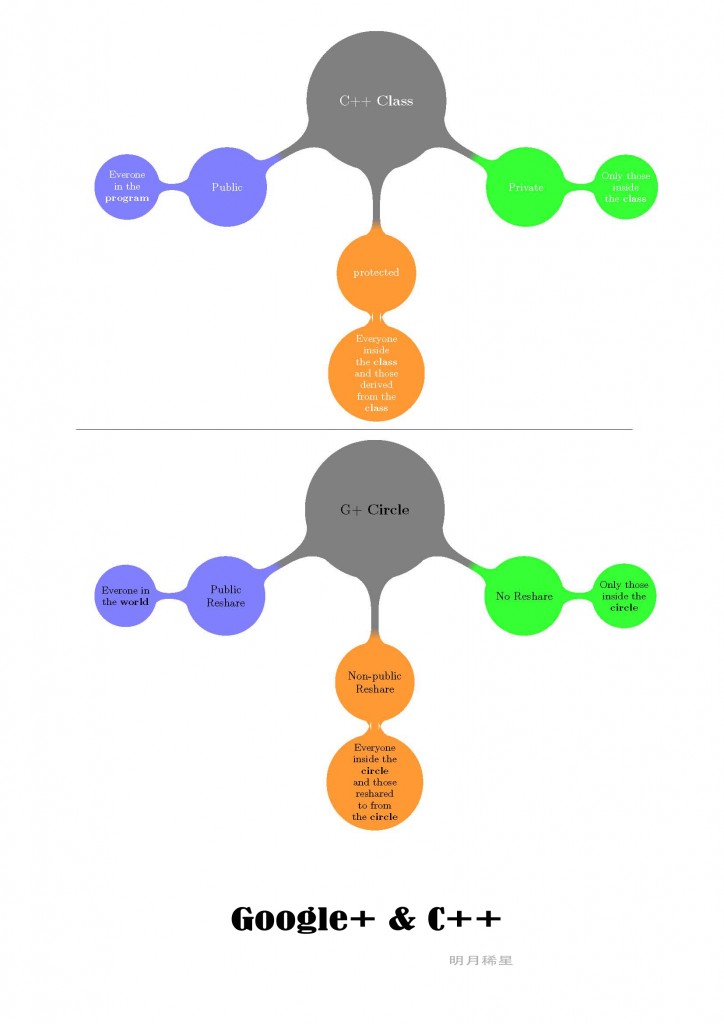 C++ Class
Everone
in the
program
Public
Private
Only those
inside
the class
protected
Everyone
inside
the class
and those
derived
from the
class
G+ Circle
Everone in
the world
Public
Reshare
No Reshare
Only those
inside the
circle
Non-public
Reshare
Everyone
inside the
circle
and those
reshared
to from
the circle
Google+ & C++
明月稀星